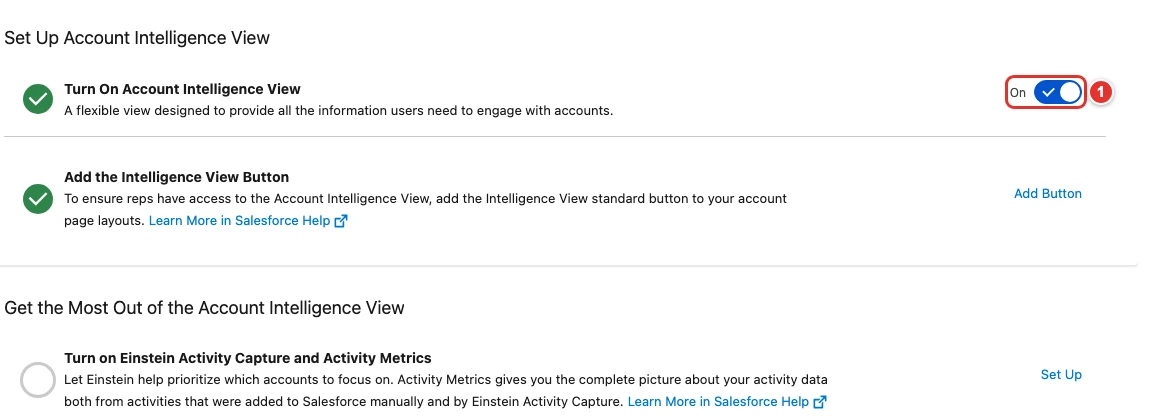 Set Up Account Intelligence View
Turn On Account Intelligence View
A flexible view designed to provide all the information users need to engage with accounts.
On
1
Add the Intelligence View Button
To ensure reps have access to the Account Intelligence View, add the Intelligence View standard button to your account
page layouts. Learn More in Salesforce Help
Add Button
Get the Most Out of the Account Intelligence View
Turn on Einstein Activity Capture and Activity Metrics
Let Einstein help prioritize which accounts to focus on. Activity Metrics gives you the complete picture about your activity data
both from activities that were added to Salesforce manually and by Einstein Activity Capture. Learn More in Salesforce Help
Set Up